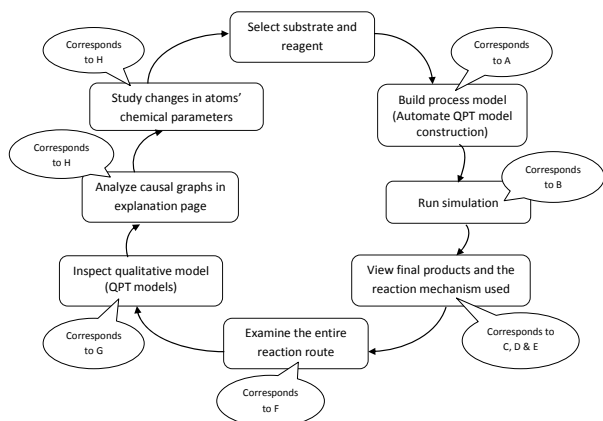 Select substrate and
reagent
Corresponds
to A
Build process model
(Automate QPT model
construction)
Corresponds
to B
Run simulation
View final products and the
reaction mechanism used
Corresponds to
C, D & E
Examine the entire
reaction route
Corresponds
to F
Inspect qualitative model
(QPT models)
Corresponds
to G
Analyze causal graphs in
explanation page
Corresponds
to H
Study changes in atoms’
chemical parameters
Corresponds
to H